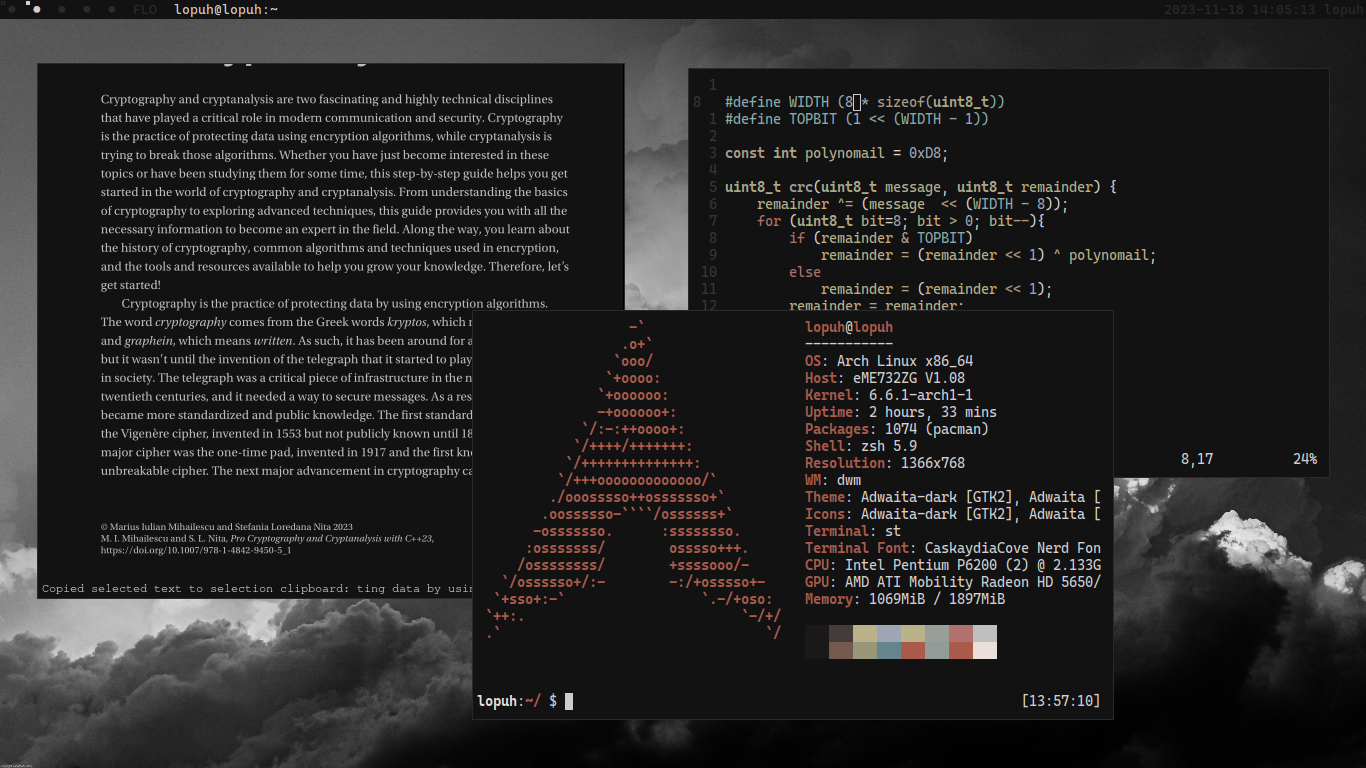 FLO lopuh@lopuh:~ 2023-11-18 14:05:13 lopuh
Cryptography and cryptanalysis are two fascinating and highly technical disciplines
that have played a critical role in modern communication and security. Cryptography
is the practice of protecting data using encryption algorithms, while cryptanalysis is
trying to break those algorithms. Whether you have just become interested in these
topics or have been studying them for some time, this step-by-step guide helps you get
started in the world of cryptography and cryptanalysis. From understanding the basics
of cryptography to exploring advanced techniques, this guide provides you with all the
necessary information to become an expert in the field. Along the way, you learn about
the history of cryptography, common algorithms and techniques used in encryption,
and the tools and resources available to help you grow your knowledge. Therefore, let's
get started!
Cryptography is the practice of protecting data by using encryption algorithms.
The word cryptography comes from the Greek words kryptos, which
and graphein, which means written. As such, it has been around for a
but it wasn't until the invention of the telegraph that it started to play
in society. The telegraph was a critical piece of infrastructure in the n
twentieth centuries, and it needed a way to secure messages. As a res
became more standardized and public knowledge. The first standard
the Vigenère cipher, invented in 1553 but not publicly known until 18
major cipher was the one-time pad, invented in 1917 and the first kn
unbreakable cipher. The next major advancement in cryptography ca
© Marius Iulian Mihailescu and Stefania Loredana Nita 2023
M. I. Mihailescu and S. L. Nita, Pro Cryptography and Cryptanalysis with C++23,
https://doi.org/10.1007/978-1-4842-9450-5_1
Copied selected text to selection clipboard: ting data by usin
1
8 #define WIDTH (8 * sizeof(uint8_t))
1 #define TOPBIT (1 << (WIDTH - 1))
2
3 const int polynomail = 0xD8;
4
5 uint8_t crc(uint8_t message, uint8_t remainder) {
6 remainder ^= (message << (WIDTH - 8));
7 for (uint8_t bit=8; bit > 0; bit--){
8 if (remainder & TOPBIT)
9 remainder = (remainder << 1) ^ polynomail;
10 else
11 remainder = (remainder << 1);
12 remainder = remainder;
8,17 24%
-`
.o+`
`ooo/
`+oooo:
`+oooooo:
-+oooooo+:
`/:-:++oooo+:
`/++++/+++++++:
`/++++++++++++++:
`/+++ooooooooooooo/`
./ooosssso++osssssso+`
.oossssso-````/ossssss+`
-osssssso. :ssssssso.
:osssssss/ osssso+++.
/ossssssss/ +ssssooo/-
`/ossssso+/:- -:/+osssso+-
`+sso+:-` `.-/+oso:
`++:. `-/+/
.` `/
lopuh@lopuh
-----------
OS: Arch Linux x86_64
Host: eME732ZG V1.08
Kernel: 6.6.1-arch1-1
Uptime: 2 hours, 33 mins
Packages: 1074 (pacman)
Shell: zsh 5.9
Resolution: 1366x768
WM: dwm
Theme: Adwaita-dark [GTK2], Adwaita [
Icons: Adwaita-dark [GTK2], Adwaita [
Terminal: st
Terminal Font: CaskaydiaCove Nerd Fon
CPU: Intel Pentium P6200 (2) @ 2.133G
GPU: AMD ATI Mobility Radeon HD 5650/
Memory: 1069MiB / 1897MiB
lopuh:~/ $ [13:57:10]